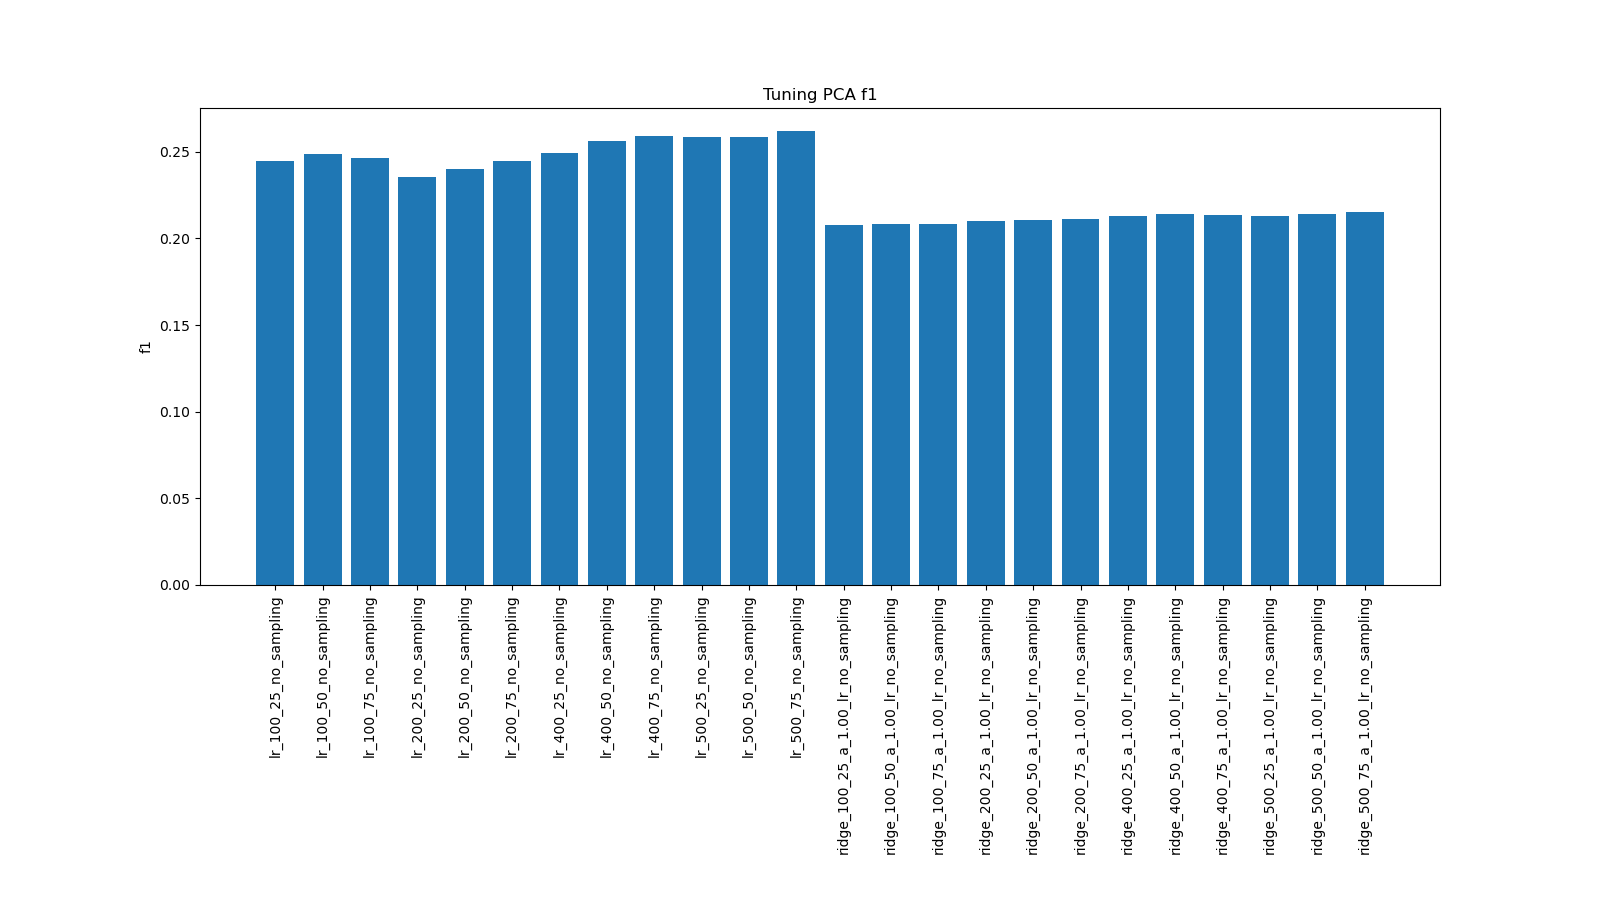 Tuning PCA f1
f1
0.25
0.20
0.15
0.10
0.05
0.00
lr_100_25_no_sampling
lr_100_50_no_sampling
lr_100_75_no_sampling
lr_200_25_no_sampling
lr_200_50_no_sampling
lr_200_75_no_sampling
lr_400_25_no_sampling
lr_400_50_no_sampling
lr_400_75_no_sampling
lr_500_25_no_sampling
lr_500_50_no_sampling
lr_500_75_no_sampling
ridge_100_25_a_1.00_lr_no_sampling
ridge_100_50_a_1.00_lr_no_sampling
ridge_100_75_a_1.00_lr_no_sampling
ridge_200_25_a_1.00_lr_no_sampling
ridge_200_50_a_1.00_lr_no_sampling
ridge_200_75_a_1.00_lr_no_sampling
ridge_400_25_a_1.00_lr_no_sampling
ridge_400_50_a_1.00_lr_no_sampling
ridge_400_75_a_1.00_lr_no_sampling
ridge_500_25_a_1.00_lr_no_sampling
ridge_500_50_a_1.00_lr_no_sampling
ridge_500_75_a_1.00_lr_no_sampling